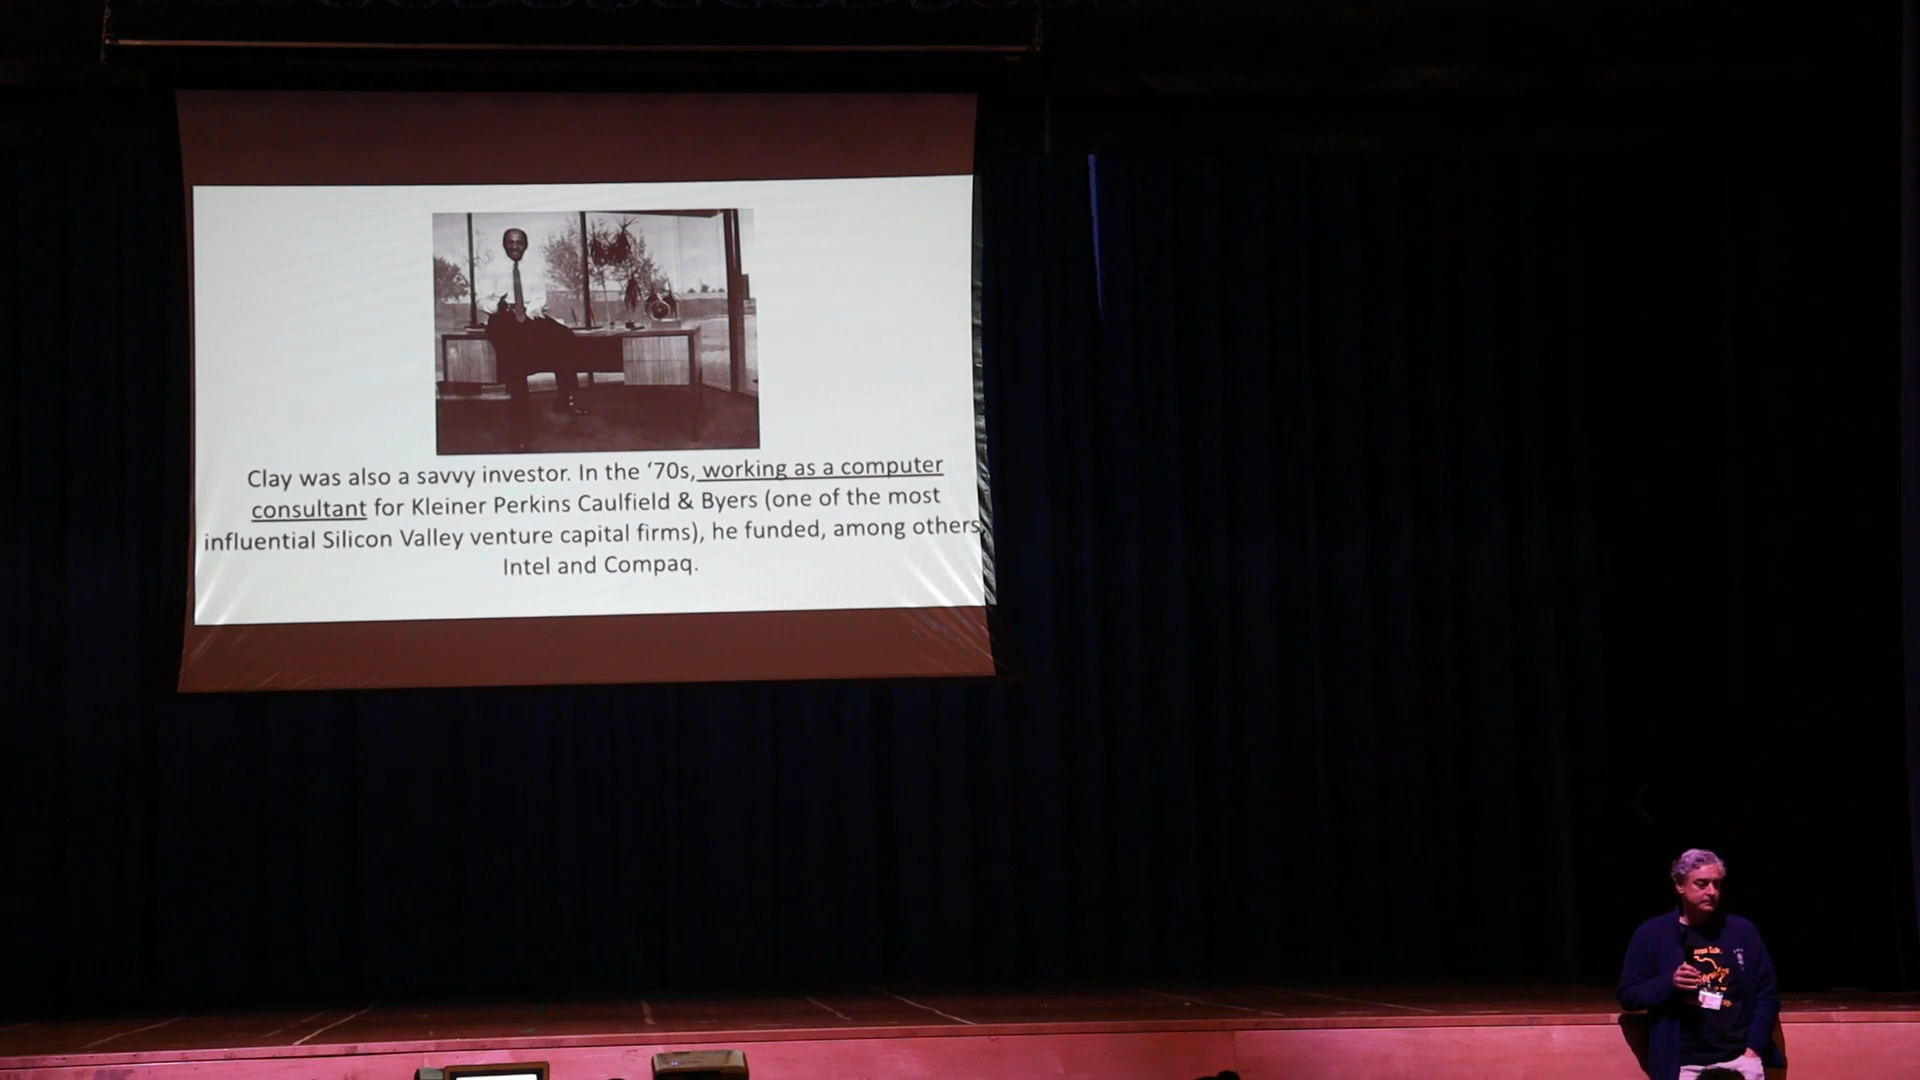 Clay was also a savvy investor. In the ‘70s, working as a computer
consultant for Kleiner Perkins Caulfield & Byers (one of the most
influential Silicon Valley venture capital firms), he funded, among others,
Intel and Compaq.